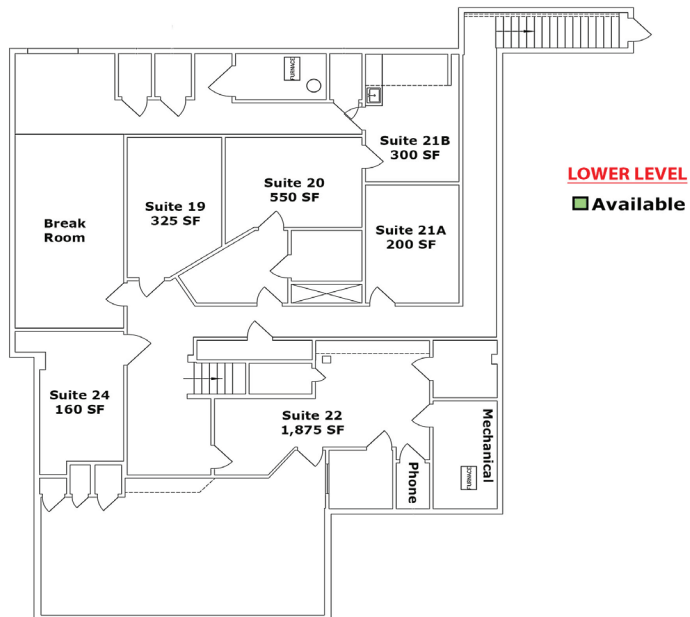 Suite 21B
300 SF
LOWER LEVEL
Available
Suite 20
550 SF
Suite 19
325 SF
Break
Room
Suite 21A
200 SF
Suite 24
160 SF
Suite 22
1,875 SF
Mechanical
Phone
FURNACE